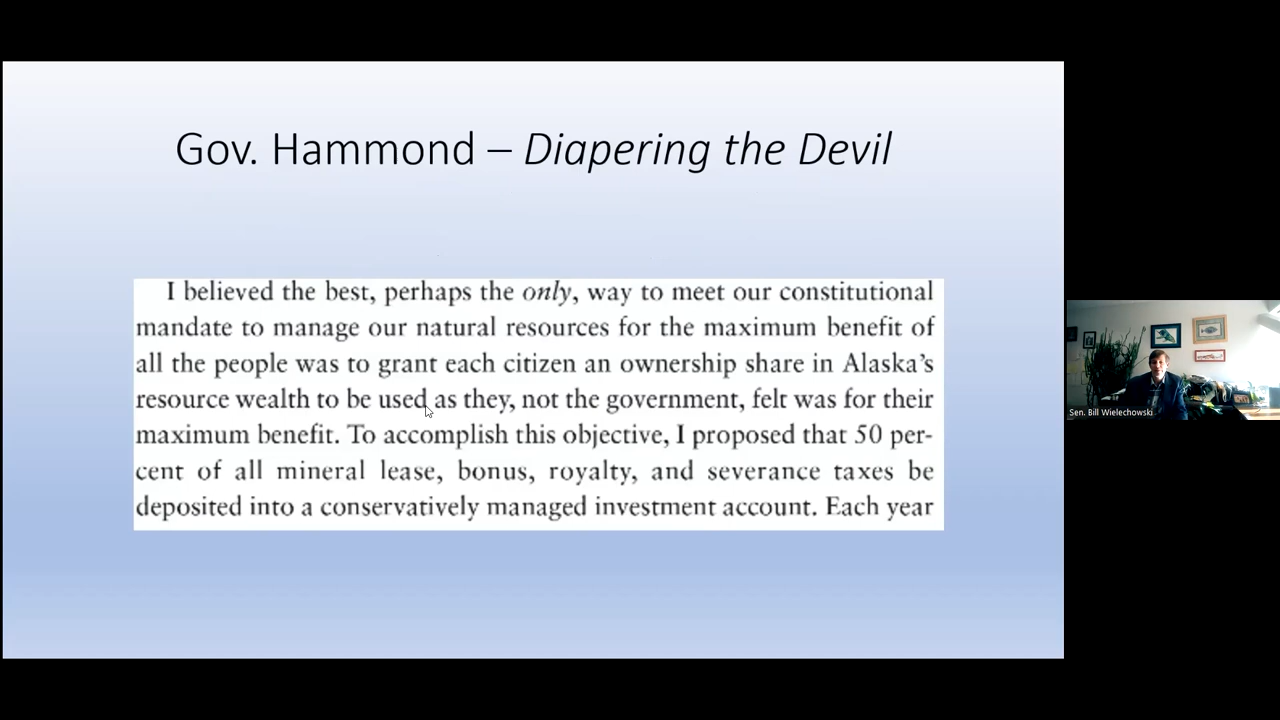 Gov. Hammond – Diapering the Devil
I believed the best, perhaps the only, way to meet our constitutional
mandate to manage our natural resources for the maximum benefit of
all the people was to grant each citizen an ownership share in Alaska’s
resource wealth to be used as they, not the government, felt was for their
maximum benefit. To accomplish this objective, I proposed that 50 per-
cent of all mineral lease, bonus, royalty, and severance taxes be
deposited into a conservatively managed investment account. Each year
Sen. Bill Wielechowski